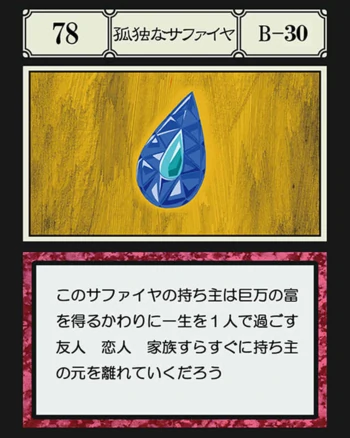 78
孤独なサファイヤ
B-30
このサファイヤの持ち主は巨万の富
を得るかわりに一生を1人で過ごす
友人　恋人　家族すらすぐに持ち主
の元を離れていくだろう